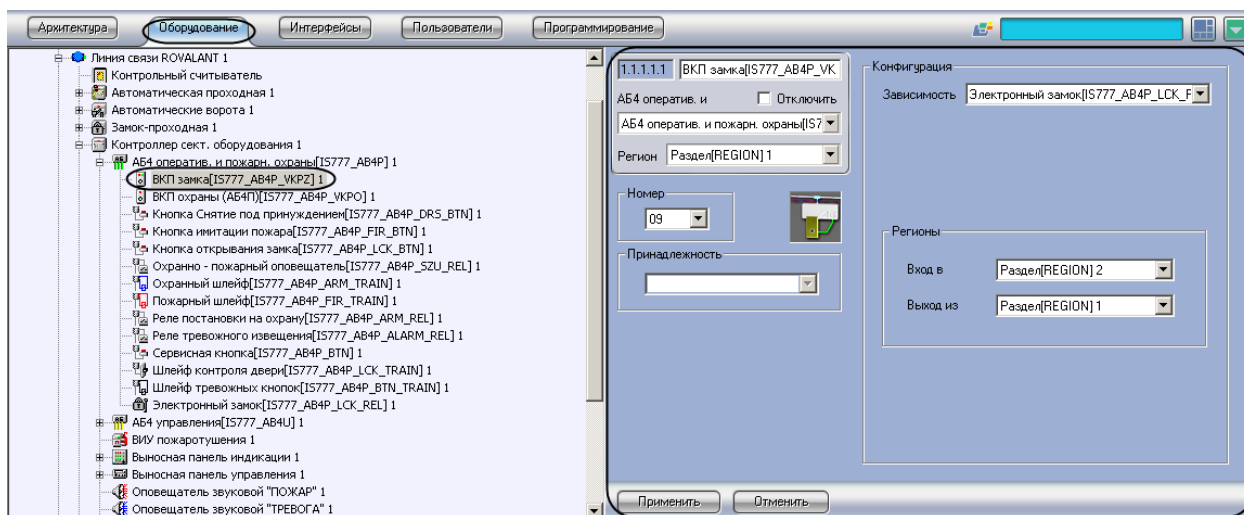 Архитектура Оборудование Интерфейсы Пользователи Программирование
Линия связи ROVALANT 1
Контрольный считыватель
Автоматическая проходная 1
Автоматические ворота 1
Замок-проходная 1
Контроллер сект. оборудования 1
АБ4 оператив. и пожарн. охраны[IS777_AB4P] 1
ВКП замка[IS777_AB4P_VKPZ] 1
ВКП охраны (АБ4П)[IS777_AB4P_VKPO] 1
Кнопка Снятие под принуждением[IS777_AB4P_DRS_BTN] 1
Кнопка имитации пожара[IS777_AB4P_FIR_BTN] 1
Кнопка открывания замка[IS777_AB4P_LCK_BTN] 1
Охранно - пожарный оповещатель[IS777_AB4P_SZU_REL] 1
Охранный шлейф[IS777_AB4P_ARM_TRAIN] 1
Пожарный шлейф[IS777_AB4P_FIR_TRAIN] 1
Реле постановки на охрану[IS777_AB4P_ARM_REL] 1
Реле тревожного извещения[IS777_AB4P_ALARM_REL] 1
Сервисная кнопка[IS777_AB4P_BTN] 1
Шлейф контроля двери[IS777_AB4P_LCK_TRAIN] 1
Шлейф тревожных кнопок[IS777_AB4P_BTN_TRAIN] 1
Электронный замок[IS777_AB4P_LCK_REL] 1
АБ4 управления[IS777_AB4U] 1
ВИУ пожаротушения 1
Выносная панель индикации 1
Выносная панель управления 1
Оповещатель звуковой "ПОЖАР" 1
Оповещатель звуковой "ТРЕВОГА" 1
1.1.1.1.1 ВКП замка[IS777_AB4P_VK
АБ4 оператив. и Отключить
АБ4 оператив. и пожарн. охраны[IS7
Регион Раздел[REGION] 1
Номер
09
Принадлежность
Конфигурация
Зависимость Электронный замок[IS777_AB4P_LCK_F
Регионы
Вход в Раздел[REGION] 2
Выход из Раздел[REGION] 1
Применить Отменить